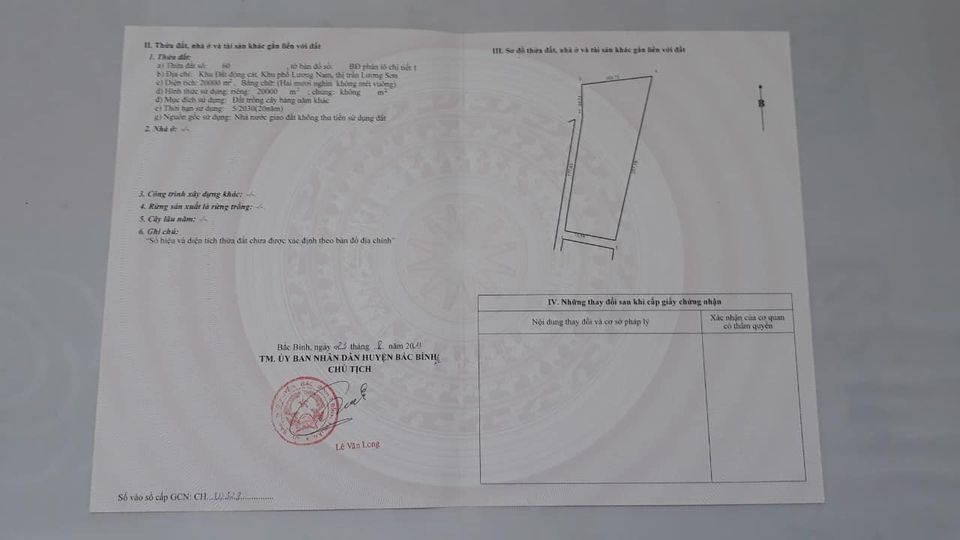 II. Thửa đất, nhà ở và tài sản khác gắn liền với đất
1. Thửa đất:
a) Thửa đất số: 60 , tờ bản đồ số: BĐ phân lô chi tiết 1
b) Địa chỉ: Khu Đất động cát, Khu phố Lương Nam, thị trấn Lương Sơn
c) Diện tích: 20000 m², Bằng chữ: (Hai mươi nghìn không mét vuông)
d) Hình thức sử dụng: riêng: 20000 m² ; chung: không m²
đ) Mục đích sử dụng: Đất trồng cây hàng năm khác
e) Thời hạn sử dụng: 5/2030(20năm)
g) Nguồn gốc sử dụng: Nhà nước giao đất không thu tiền sử dụng đất
2. Nhà ở: -/-
3. Công trình xây dựng khác: -/-
4. Rừng sản xuất là rừng trồng: -/-
5. Cây lâu năm: -/-
6. Ghi chú:
"Số hiệu và diện tích thửa đất chưa được xác định theo bản đồ địa chính"
Bắc Bình, ngày tháng năm 2011
TM. ỦY BAN NHÂN DÂN HUYỆN BẮC BÌNH
CHỦ TỊCH
Lê Văn Long
Số vào sổ cấp GCN: CH
III. Sơ đồ thửa đất, nhà ở và tài sản khác gắn liền với đất
B
IV. Những thay đổi sau khi cấp giấy chứng nhận
Nội dung thay đổi và cơ sở pháp lý
Xác nhận của cơ quan
có thẩm quyền